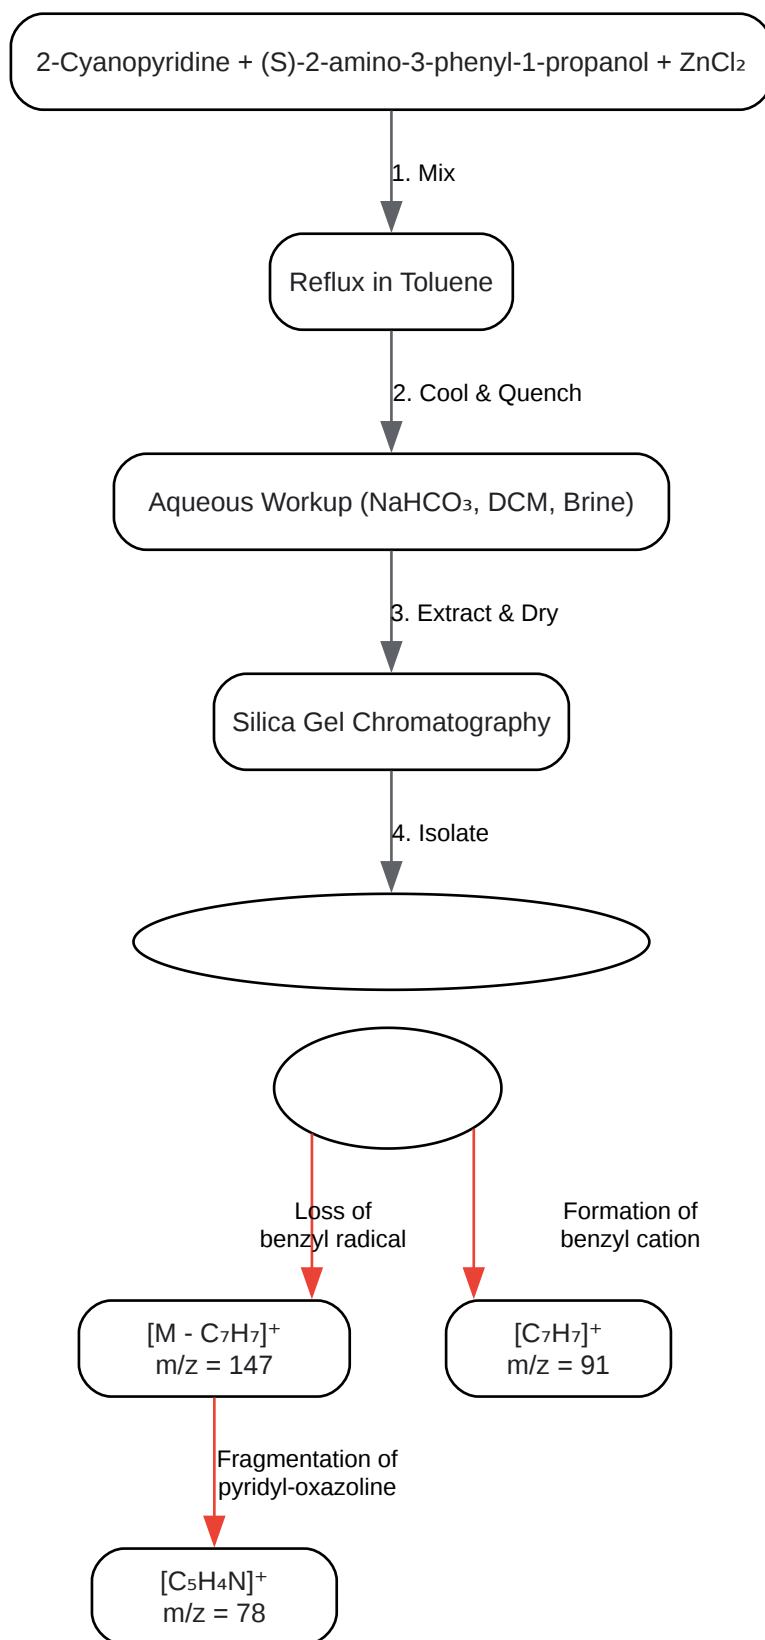 2-Cyanopyridine + (S)-2-amino-3-phenyl-1-propanol + ZnCl₂
1. Mix
Reflux in Toluene
2. Cool & Quench
Aqueous Workup (NaHCO₃, DCM, Brine)
3. Extract & Dry
Silica Gel Chromatography
4. Isolate
Loss of
benzyl radical
Formation of
benzyl cation
[M - C₇H₇]⁺
m/z = 147
[C₇H₇]⁺
m/z = 91
Fragmentation of
pyridyl-oxazoline
[C₅H₄N]⁺
m/z = 78